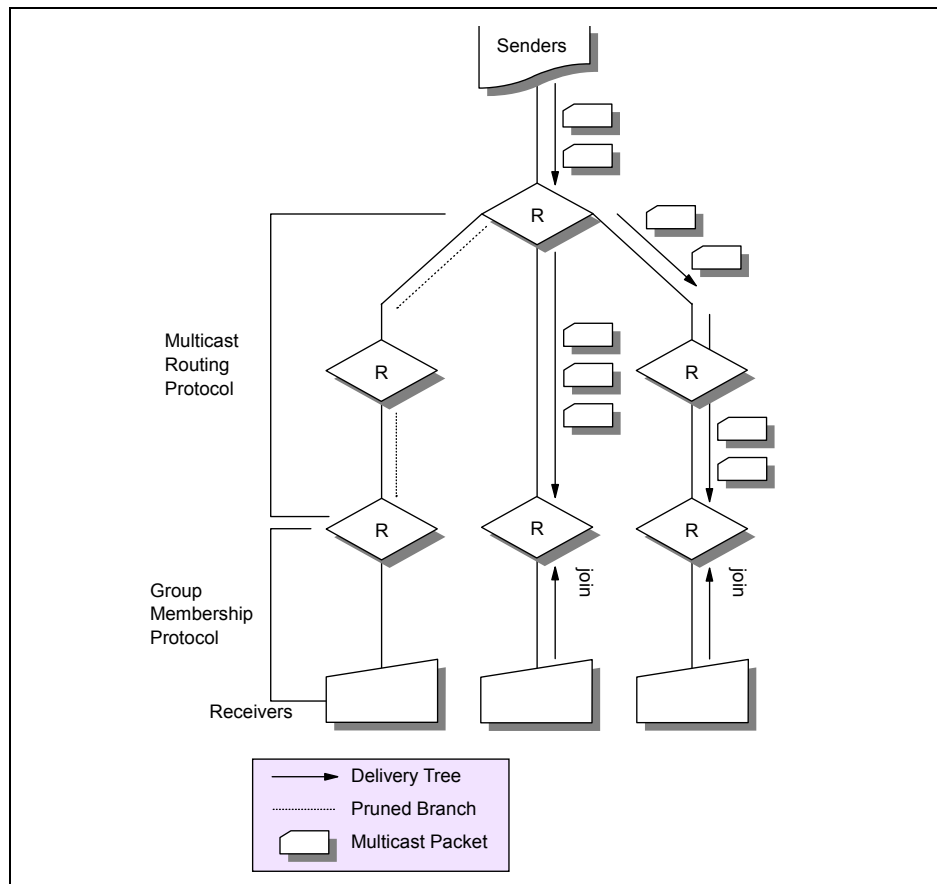 Senders
R
Multicast
Routing
Protocol
R
R
R
R
R
join
join
Group
Membership
Protocol
Receivers
Delivery Tree
Pruned Branch
Multicast Packet